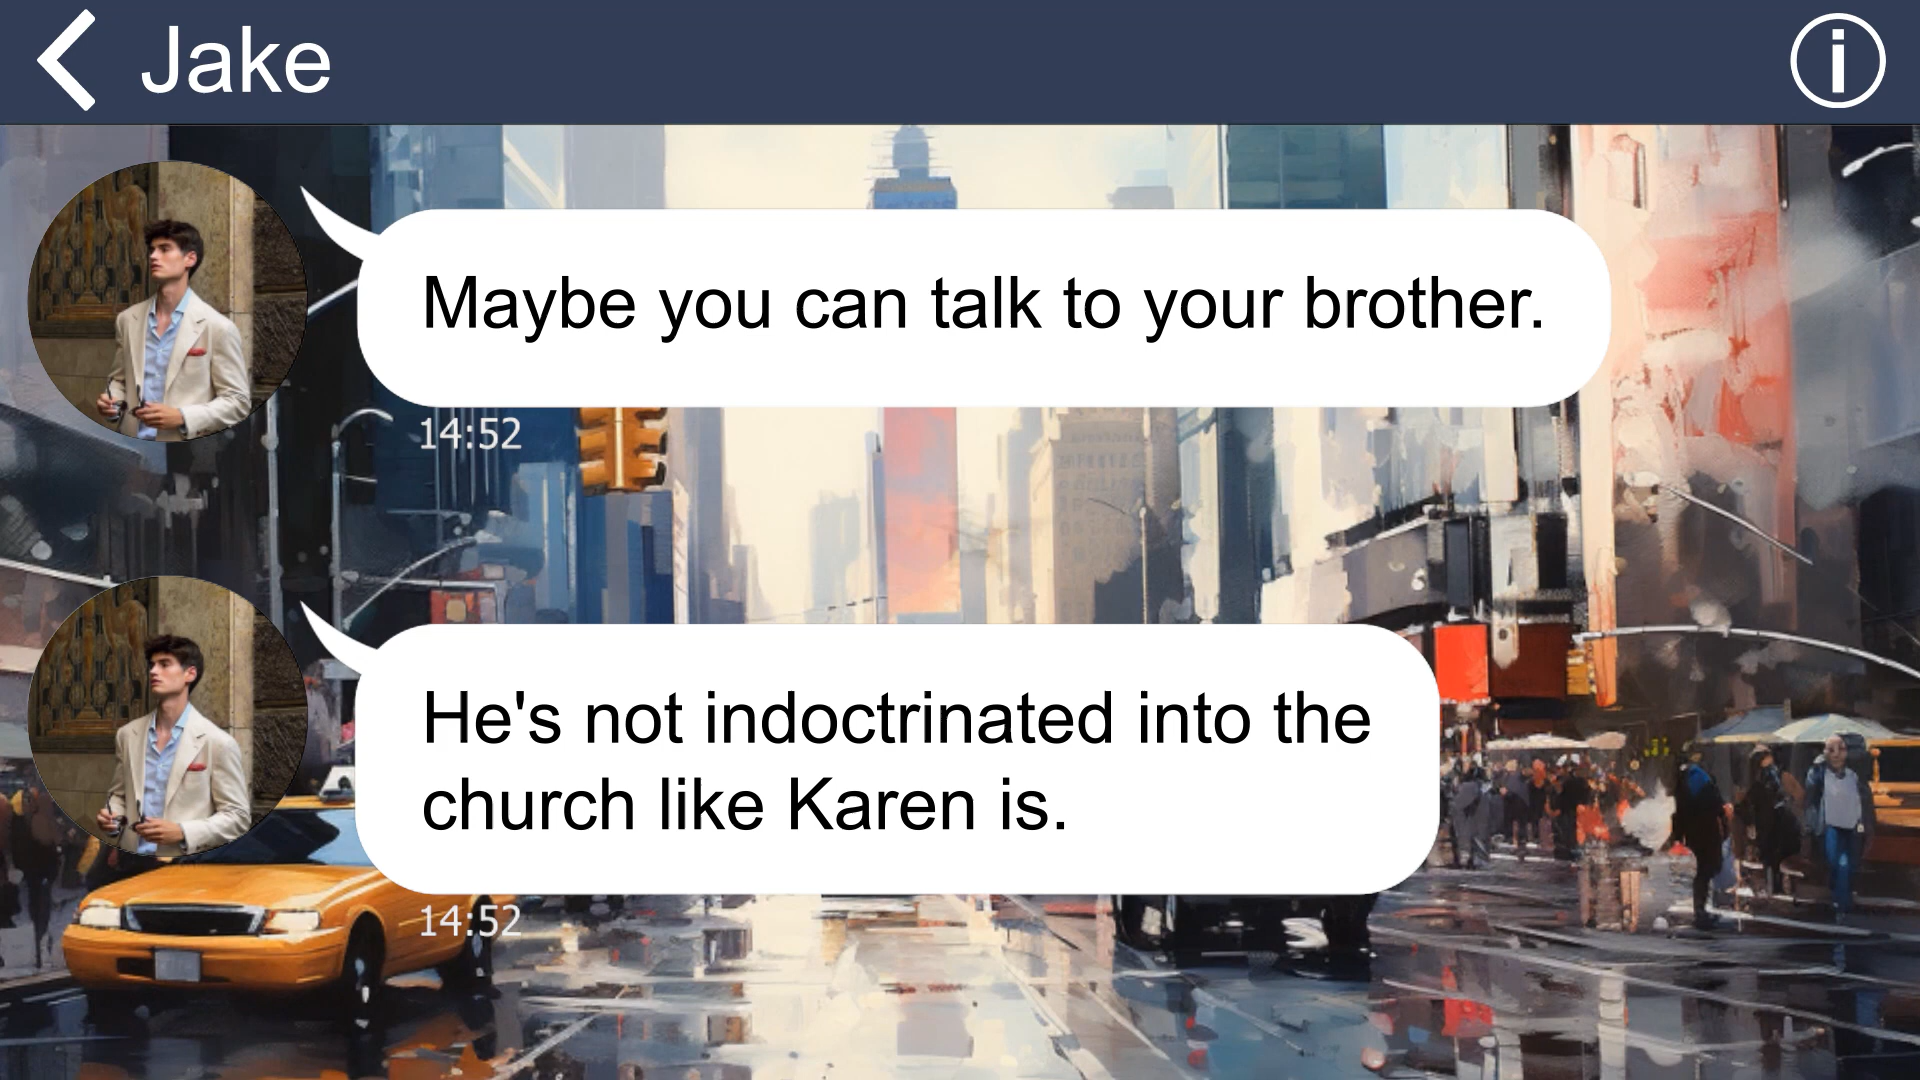 Jake
Maybe you can talk to your brother.
14:52
He's not indoctrinated into the
church like Karen is.
14:52